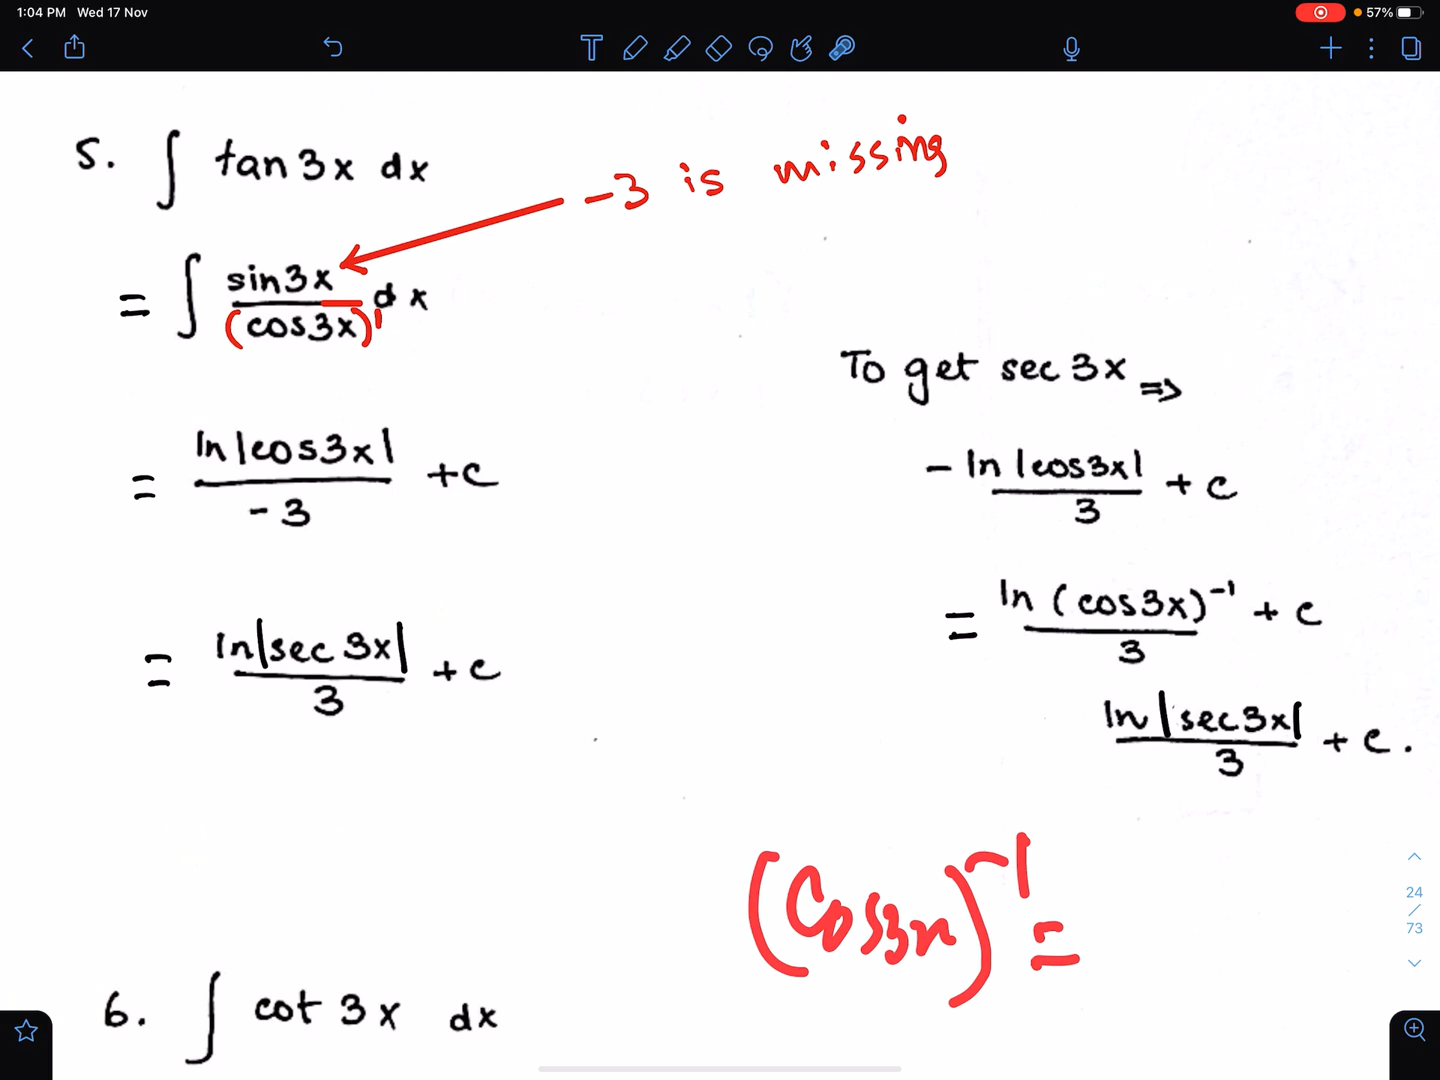 1:04 PM Wed 17 Nov
57%
5. ∫ tan 3x dx
-3 is missing
= ∫ sin3x / (cos3x)' dx
= ln|cos3x| / -3 + c
= ln|sec 3x| / 3 + c
To get sec 3x ⇒
- ln |cos3x| / 3 + c
= ln (cos3x)⁻¹ / 3 + c
ln |sec3x| / 3 + c.
(Cos3x)⁻¹ =
24
/
73
6. ∫ cot 3x dx